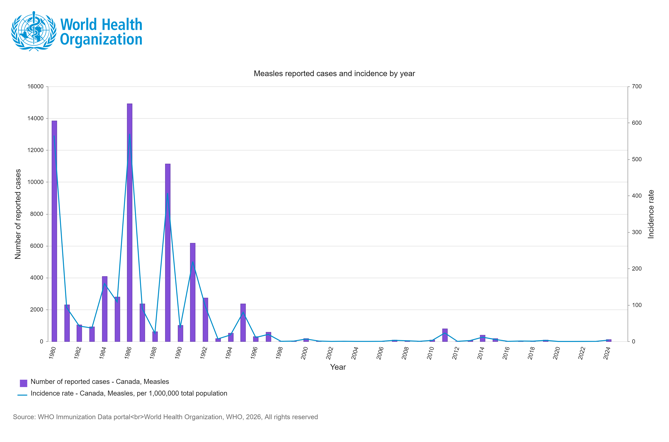 World Health
Organization
Measles reported cases and incidence by year
Number of reported cases
16000
14000
12000
10000
8000
6000
4000
2000
0
Incidence rate
700
600
500
400
300
200
100
0
1980 1982 1984 1986 1988 1990 1992 1994 1996 1998 2000 2002 2004 2006 2008 2010 2012 2014 2016 2018 2020 2022 2024
Year
Number of reported cases - Canada, Measles
Incidence rate - Canada, Measles, per 1,000,000 total population
Source: WHO Immunization Data portal<br>World Health Organization, WHO, 2026, All rights reserved